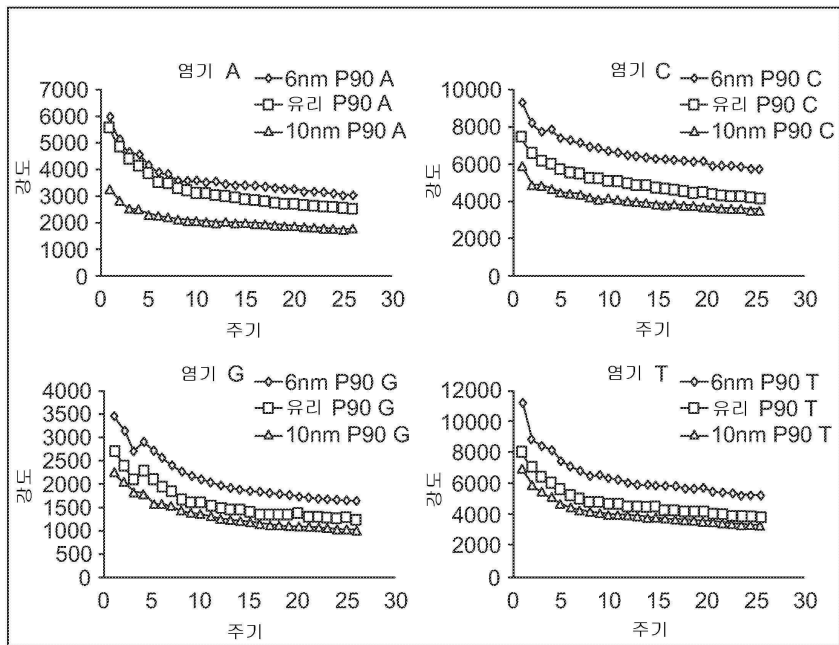 염기 A
6nm P90 A
유리 P90 A
10nm P90 A
7000
6000
5000
4000
3000
2000
1000
0
강도
0 5 10 15 20 25 30
주기
염기 C
6nm P90 C
유리 P90 C
10nm P90 C
10000
8000
6000
4000
2000
0
강도
0 5 10 15 20 25 30
주기
염기 G
6nm P90 G
유리 P90 G
10nm P90 G
4000
3500
3000
2500
2000
1500
1000
500
0
강도
0 5 10 15 20 25 30
주기
염기 T
6nm P90 T
유리 P90 T
10nm P90 T
12000
10000
8000
6000
4000
2000
0
강도
0 5 10 15 20 25 30
주기